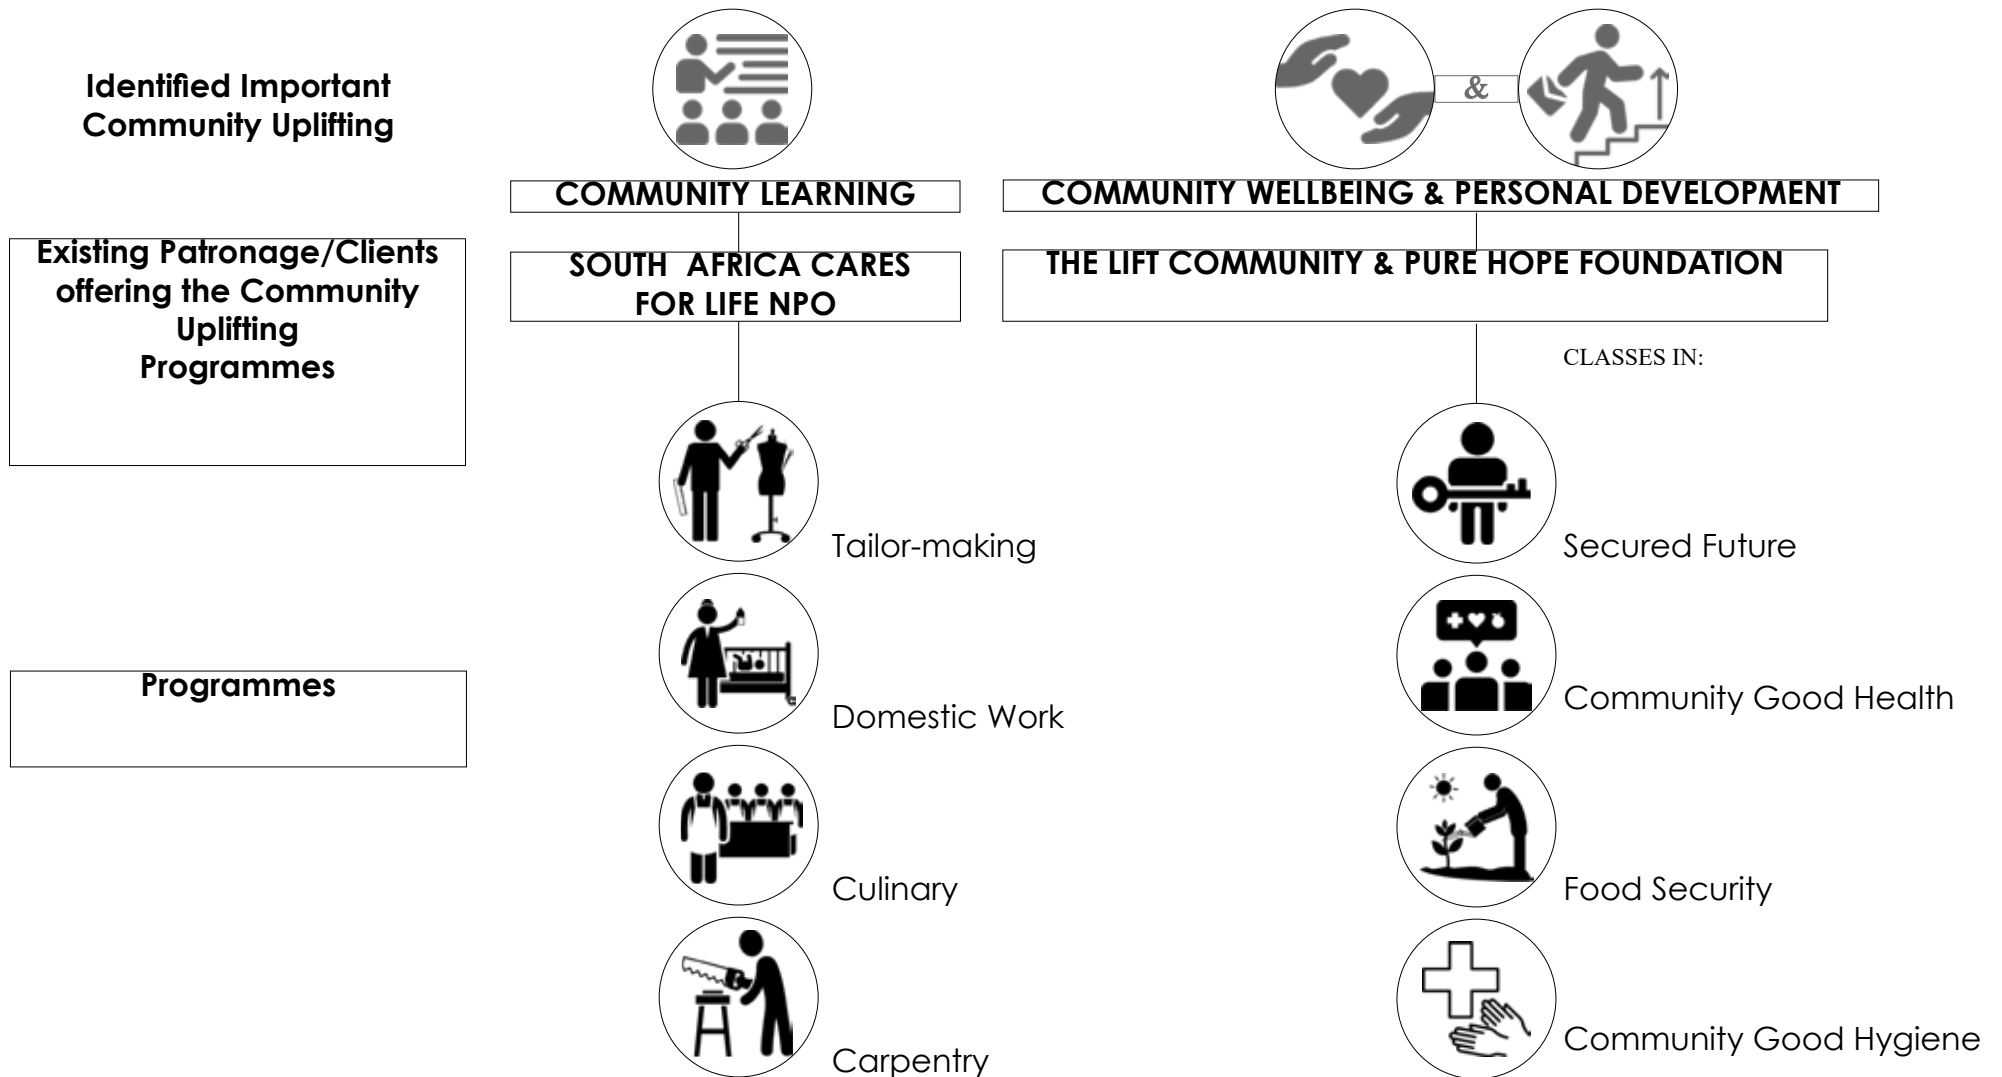 Identified Important
Community Uplifting
&
COMMUNITY LEARNING
COMMUNITY WELLBEING & PERSONAL DEVELOPMENT
Existing Patronage/Clients
offering the Community
Uplifting
Programmes
SOUTH  AFRICA CARES
FOR LIFE NPO
THE LIFT COMMUNITY & PURE HOPE FOUNDATION
CLASSES IN:
Tailor-making
Secured Future
Programmes
Domestic Work
Community Good Health
Culinary
Food Security
Carpentry
Community Good Hygiene